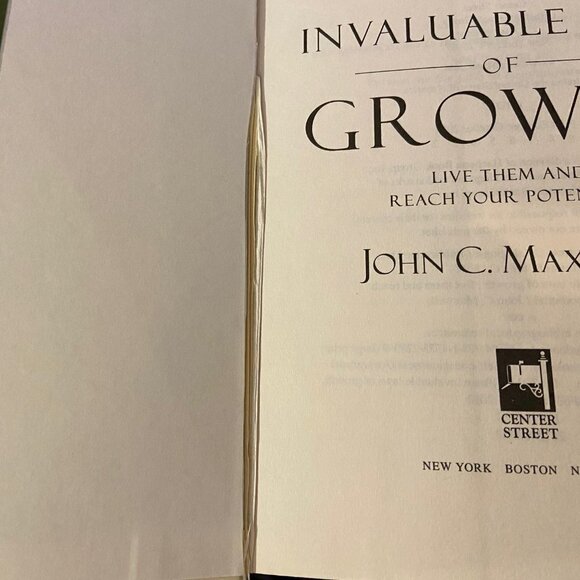 INVALUABLE
OF
GROW
LIVE THEM AND
REACH YOUR POTEN
JOHN C. MAX
CENTER
STREET
NEW YORK BOSTON N